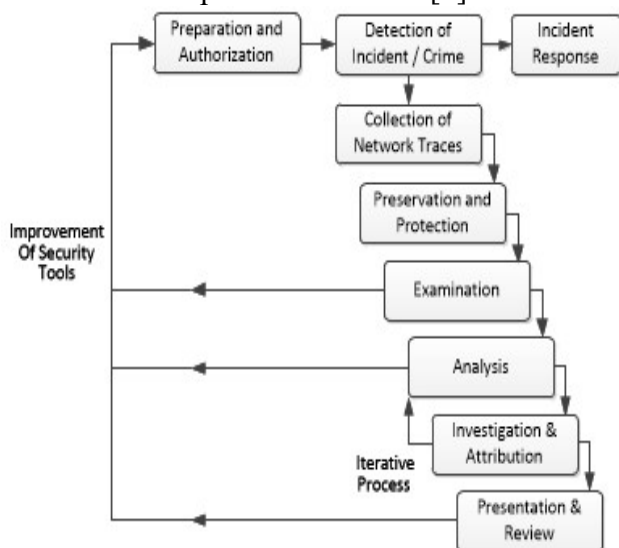 Preparation and
Authorization
Detection of
Incident / Crime
Incident
Response
Collection of
Network Traces
Preservation and
Protection
Improvement
Of Security
Tools
Examination
Analysis
Investigation &
Attribution
Iterative
Process
Presentation &
Review